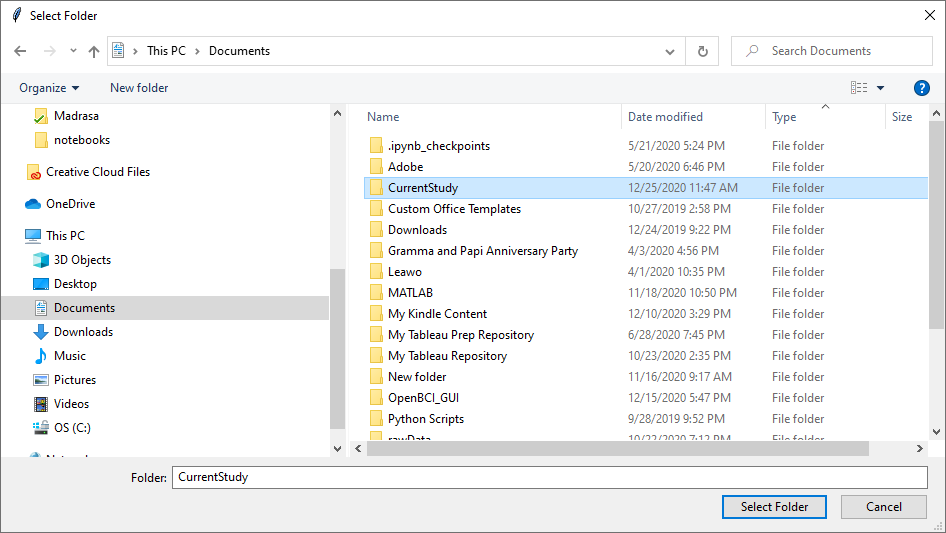 Select Folder
This PC Documents
Search Documents
Organize New folder
Madrasa
notebooks
Creative Cloud Files
OneDrive
This PC
3D Objects
Desktop
Documents
Downloads
Music
Pictures
Videos
OS (C:)
Name Date modified Type Size
.ipynb_checkpoints 5/21/2020 5:24 PM File folder
Adobe 5/20/2020 6:46 PM File folder
CurrentStudy 12/25/2020 11:47 AM File folder
Custom Office Templates 10/27/2019 2:58 PM File folder
Downloads 12/24/2019 9:22 PM File folder
Gramma and Papi Anniversary Party 4/3/2020 4:56 PM File folder
Leawo 4/1/2020 10:35 PM File folder
MATLAB 11/18/2020 10:50 PM File folder
My Kindle Content 12/10/2020 3:29 PM File folder
My Tableau Prep Repository 6/28/2020 7:45 PM File folder
My Tableau Repository 10/23/2020 2:35 PM File folder
New folder 11/16/2020 9:17 AM File folder
OpenBCI_GUI 12/15/2020 5:47 PM File folder
Python Scripts 9/28/2019 9:52 PM File folder
rawData 10/22/2020 7:12 PM File folder
Folder: CurrentStudy
Select Folder Cancel